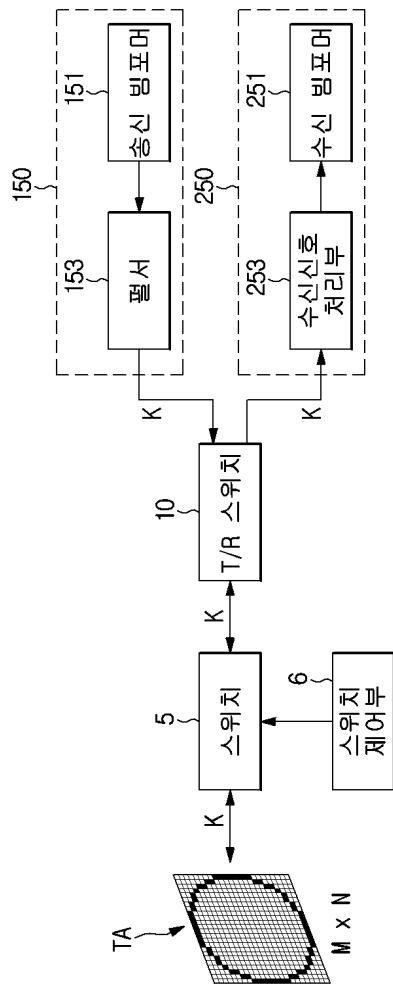 TA
M x N
K
5
스위치
6
스위치
제어부
K
10
T/R 스위치
K
K
150
153
펄서
151
송신 빔포머
250
253
수신신호
처리부
251
수신 빔포머